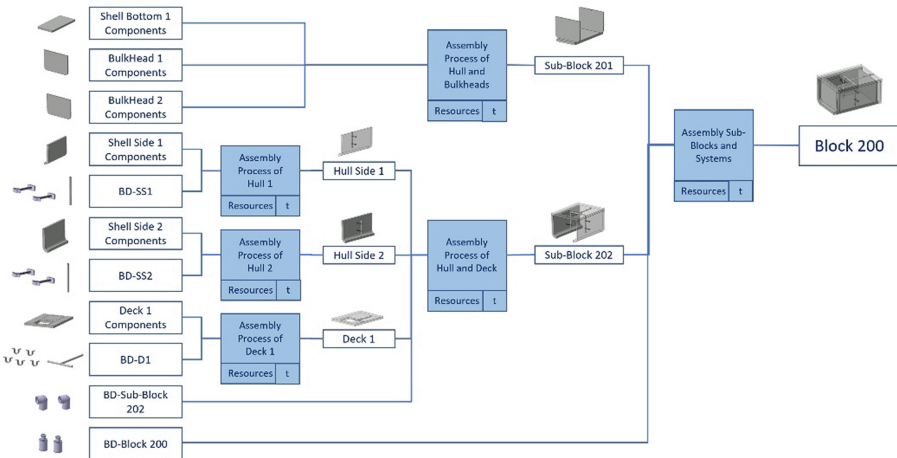 Shell Bottom 1
Components
BulkHead 1
Components
BulkHead 2
Components
Assembly
Process of
Hull and
Bulkheads
Resources t
Sub-Block 201
Shell Side 1
Components
BD-SS1
Assembly
Process of
Hull 1
Resources t
Hull Side 1
Shell Side 2
Components
BD-SS2
Assembly
Process of
Hull 2
Resources t
Hull Side 2
Deck 1
Components
BD-D1
Assembly
Process of
Deck 1
Resources t
Deck 1
BD-Sub-Block
202
Assembly
Process of
Hull and Deck
Resources t
Sub-Block 202
BD-Block 200
Assembly Sub-
Blocks and
Systems
Resources t
Block 200